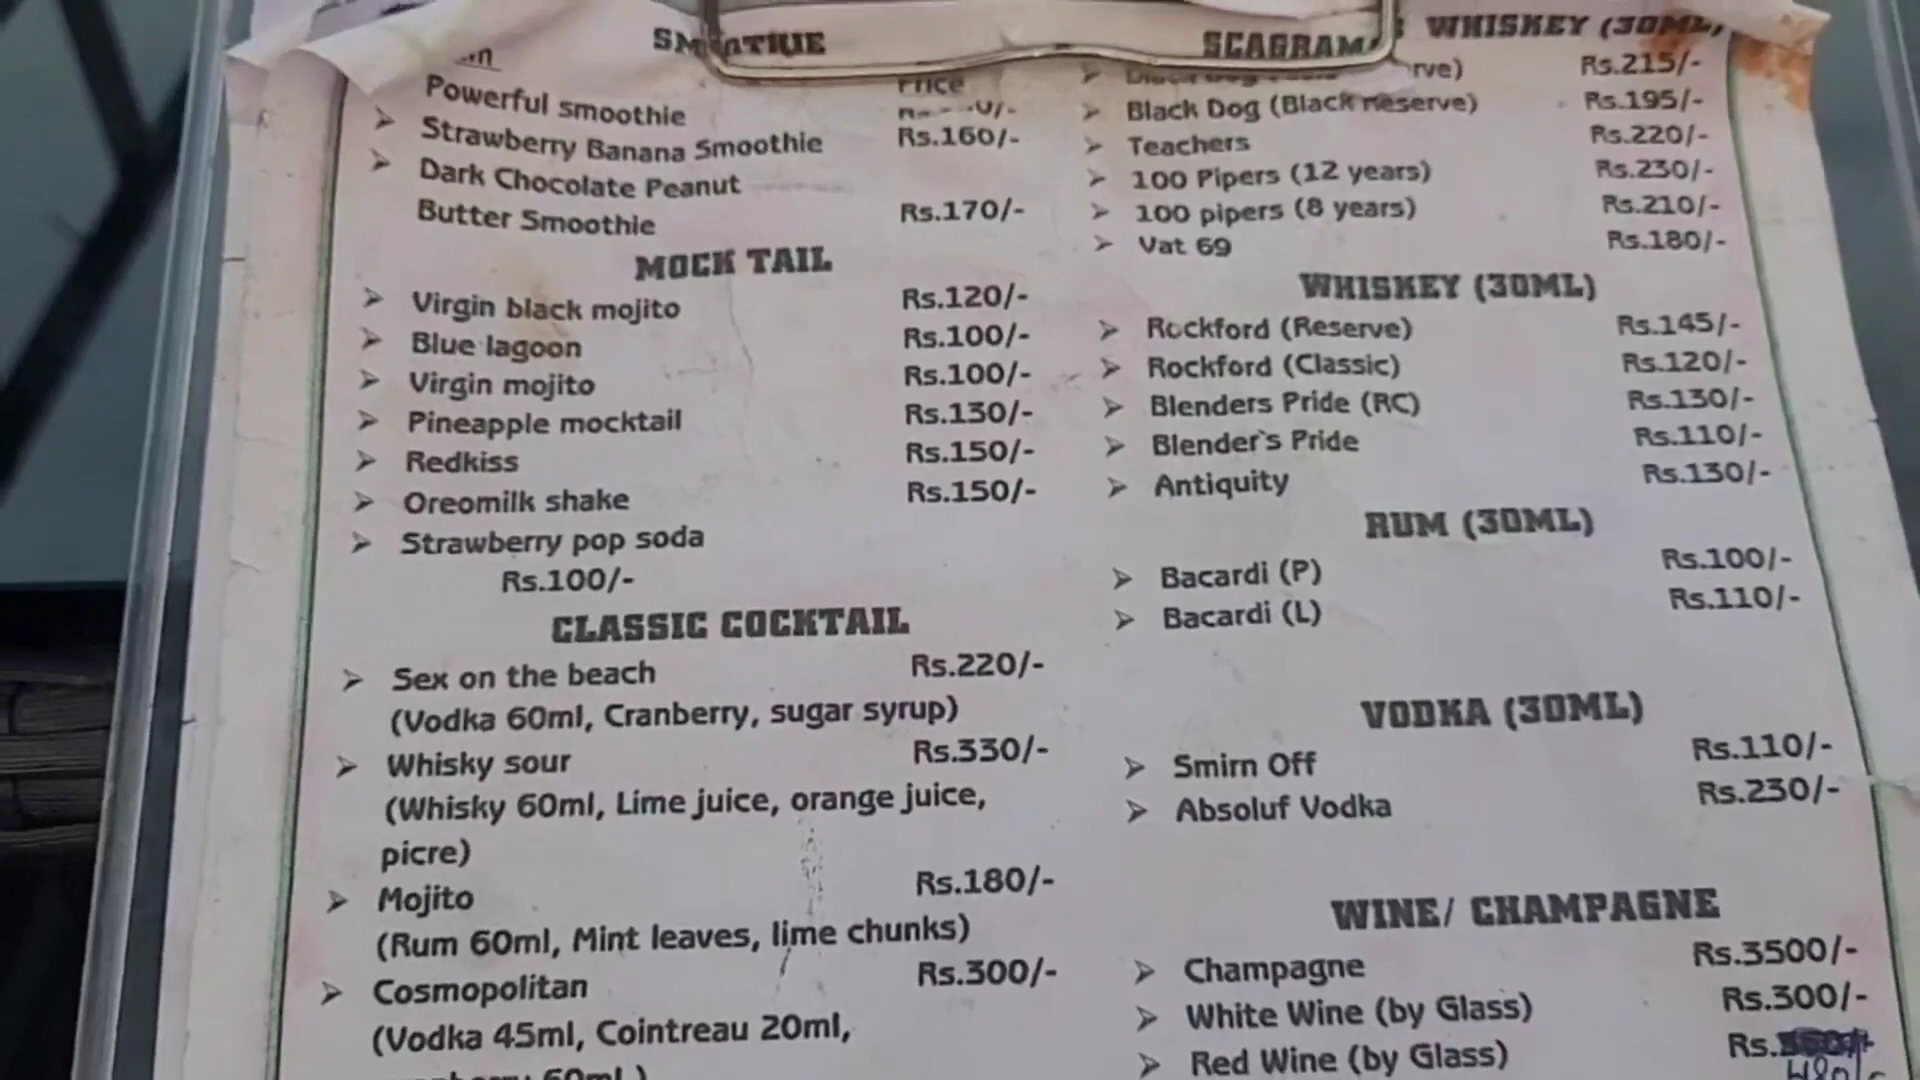 SMOOTHIE
Price
Powerful smoothie
Strawberry Banana Smoothie Rs.160/-
Dark Chocolate Peanut
Butter Smoothie Rs.170/-
MOCK TAIL
Virgin black mojito Rs.120/-
Blue lagoon Rs.100/-
Virgin mojito Rs.100/-
Pineapple mocktail Rs.130/-
Redkiss Rs.150/-
Oreomilk shake Rs.150/-
Strawberry pop soda
Rs.100/-
CLASSIC COCKTAIL
Sex on the beach Rs.220/-
(Vodka 60ml, Cranberry, sugar syrup)
Whisky sour Rs.330/-
(Whisky 60ml, Lime juice, orange juice,
picre)
Mojito Rs.180/-
(Rum 60ml, Mint leaves, lime chunks)
Cosmopolitan Rs.300/-
(Vodka 45ml, Cointreau 20ml,
60ml.)
SCAGRAM WHISKEY (30ML)
Rs.215/-
Black Dog (Black reserve) Rs.195/-
Teachers Rs.220/-
100 Pipers (12 years) Rs.230/-
100 pipers (8 years) Rs.210/-
Vat 69 Rs.180/-
WHISKEY (30ML)
Rockford (Reserve) Rs.145/-
Rockford (Classic) Rs.120/-
Blenders Pride (RC) Rs.130/-
Blender`s Pride Rs.110/-
Antiquity Rs.130/-
RUM (30ML)
Bacardi (P) Rs.100/-
Bacardi (L) Rs.110/-
VODKA (30ML)
Smirn Off Rs.110/-
Absoluf Vodka Rs.230/-
WINE/ CHAMPAGNE
Champagne Rs.3500/-
White Wine (by Glass) Rs.300/-
Red Wine (by Glass) Rs.